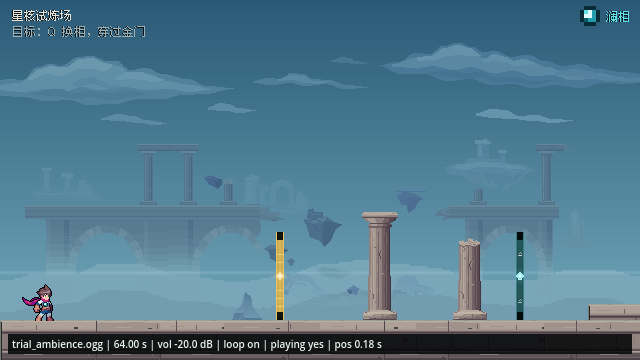 星核试炼场
目标：Q 换相，穿过金门
澜相
trial_ambience.ogg | 64.00 s | vol -20.0 dB | loop on | playing yes | pos 0.18 s